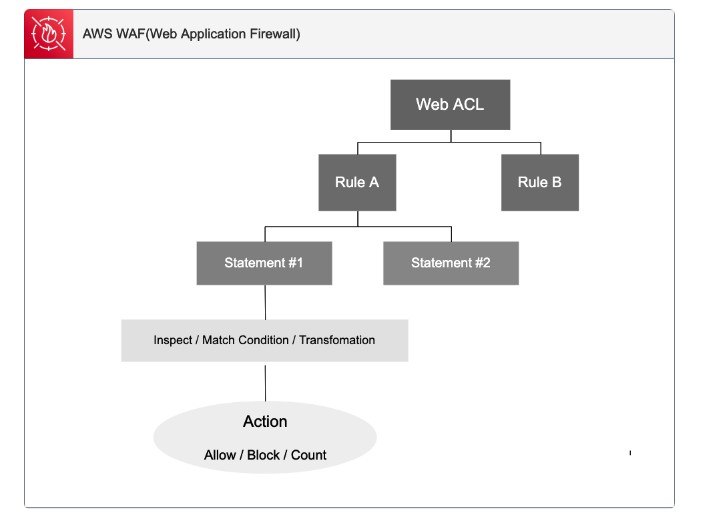 AWS WAF(Web Application Firewall)
Web ACL
Rule A
Rule B
Statement #1
Statement #2
Inspect / Match Condition / Transfomation
Action
Allow / Block / Count